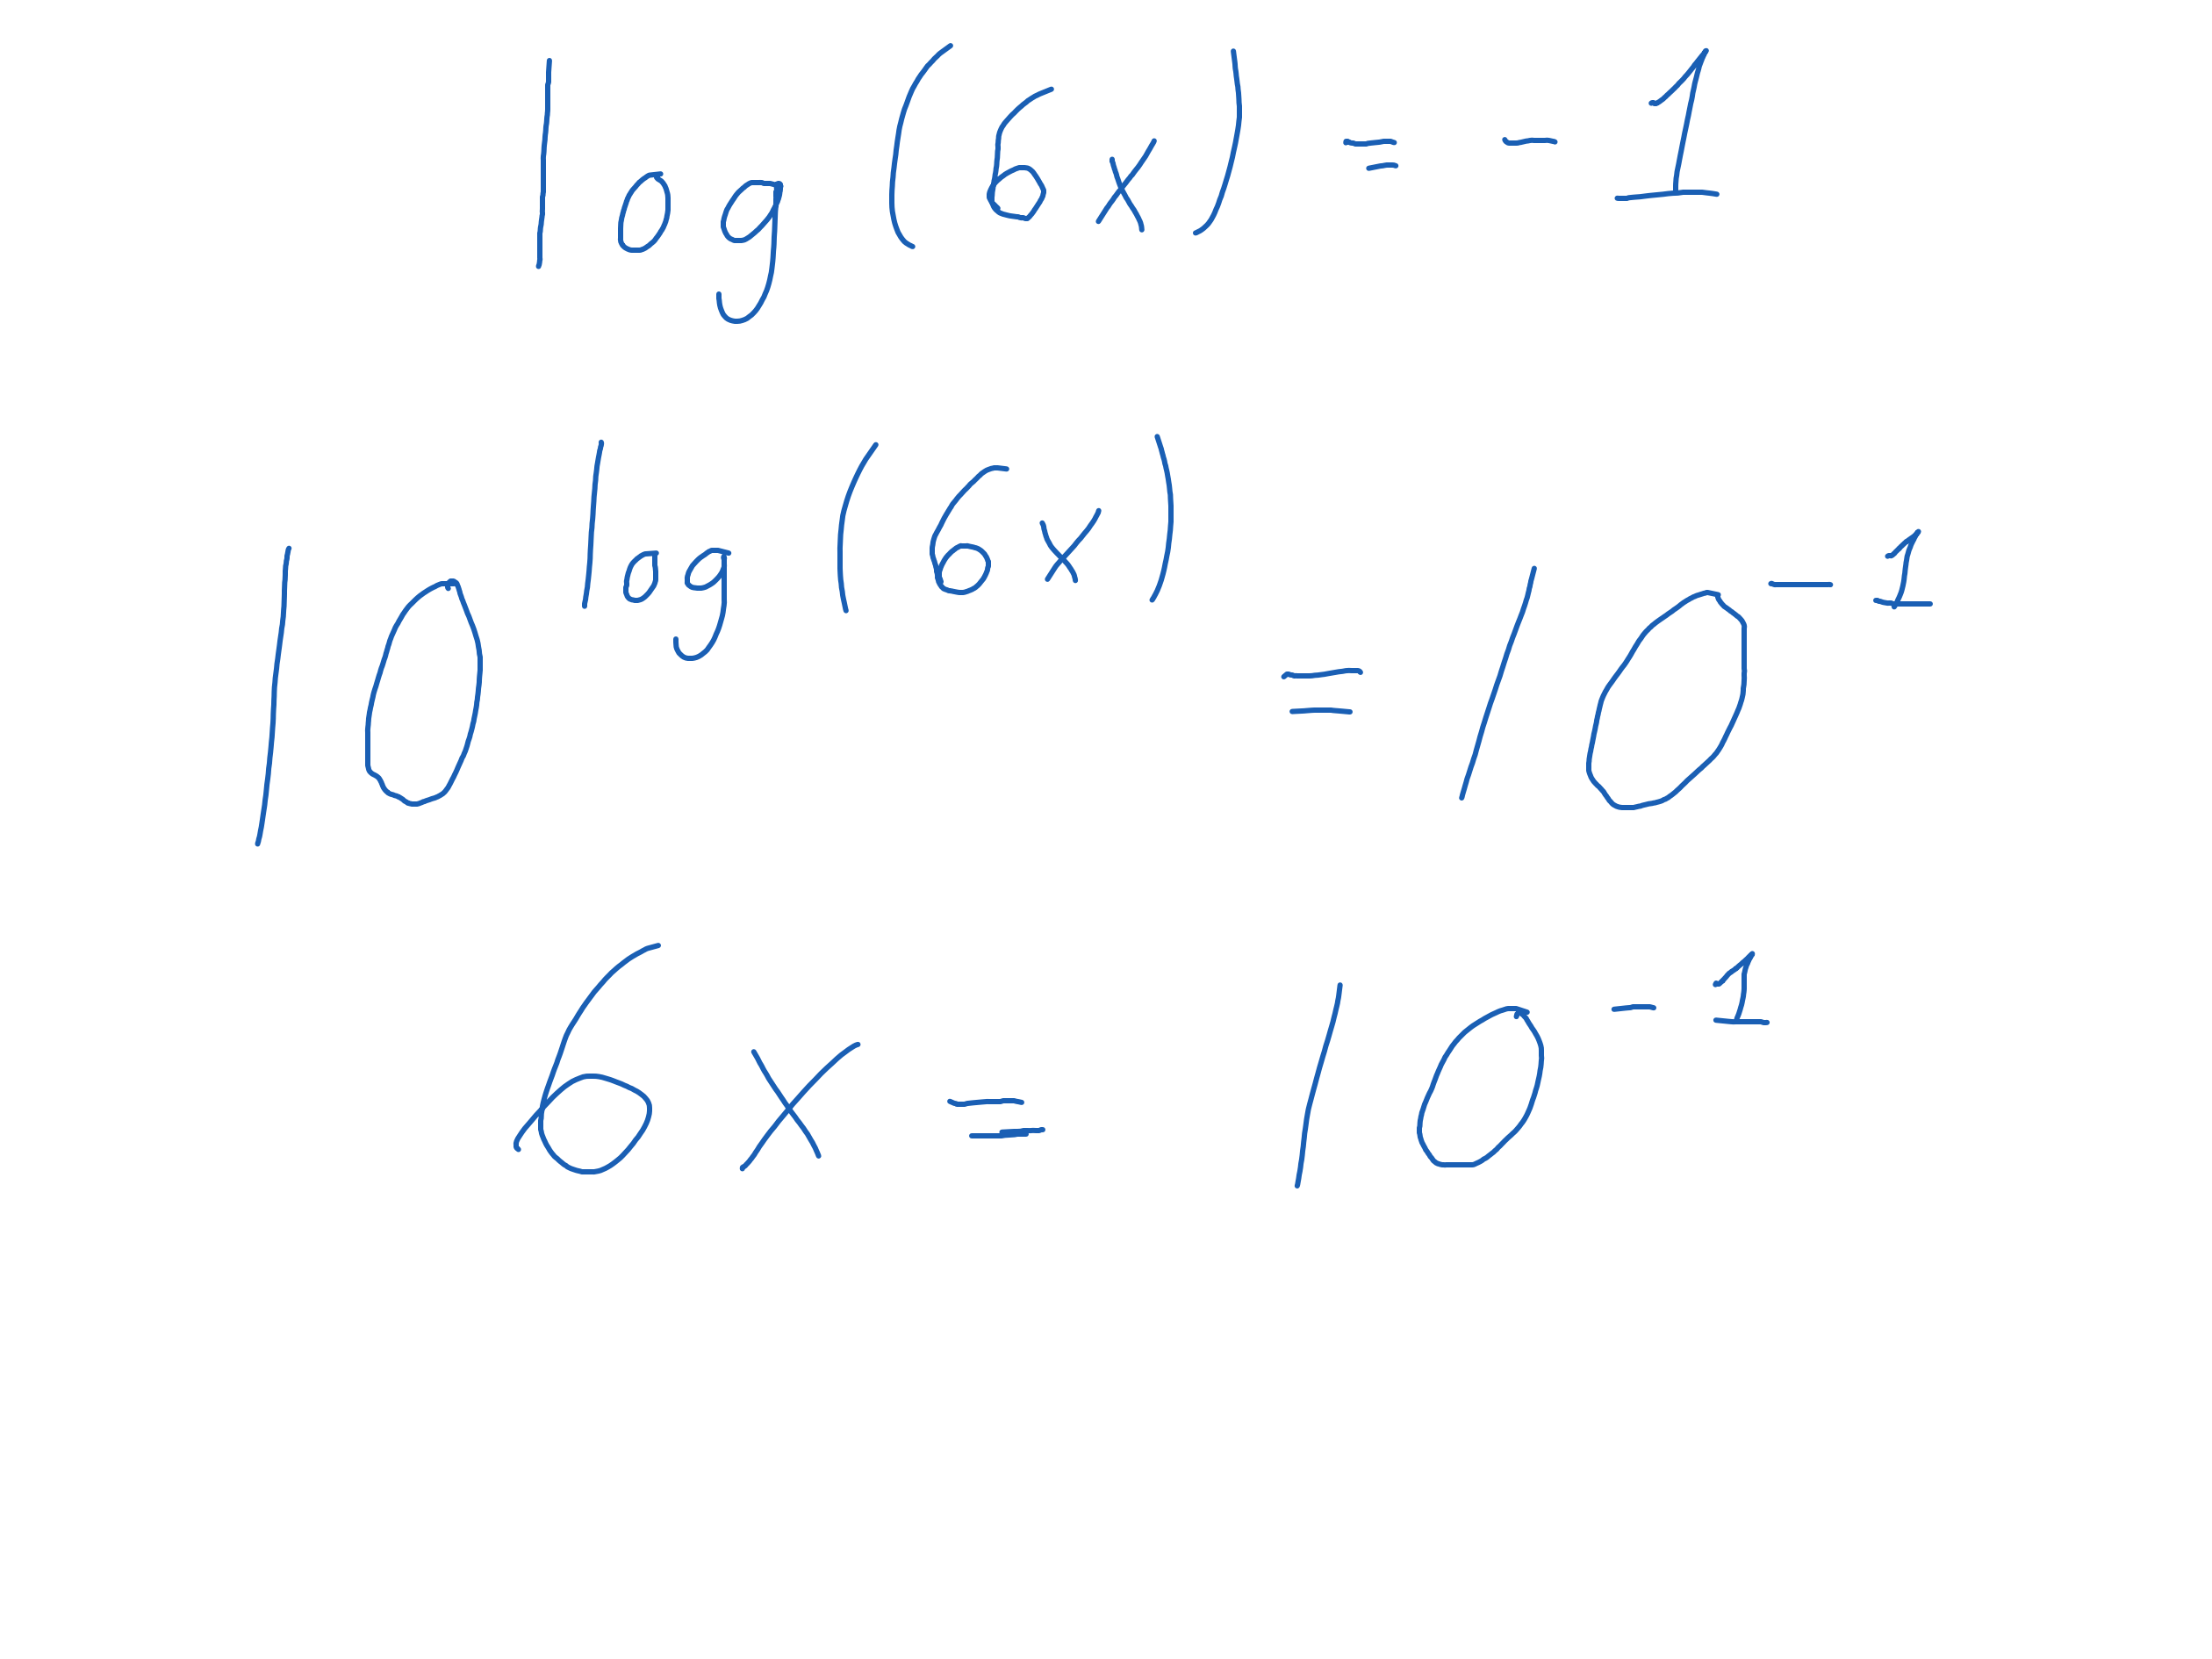 log (6x) = -1
10^log(6x) = 10^-1
6x = 10^-1